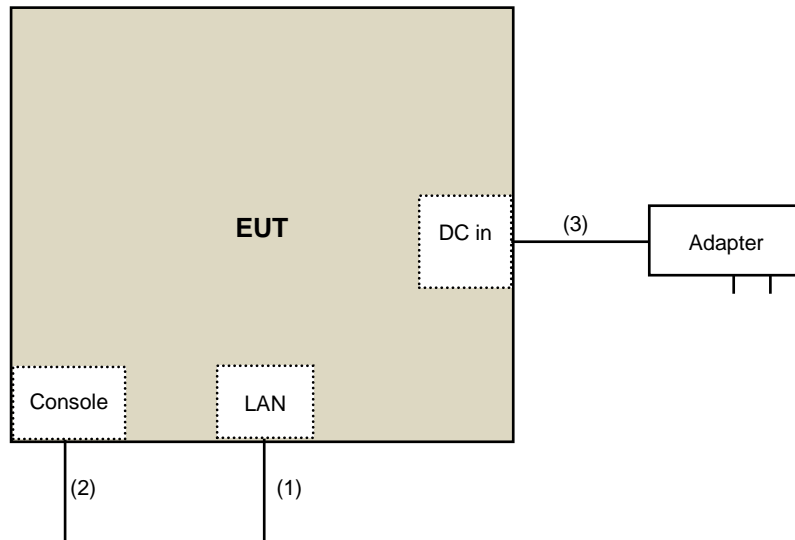 EUT
DC in
(3)
Adapter
Console
LAN
(2)
(1)